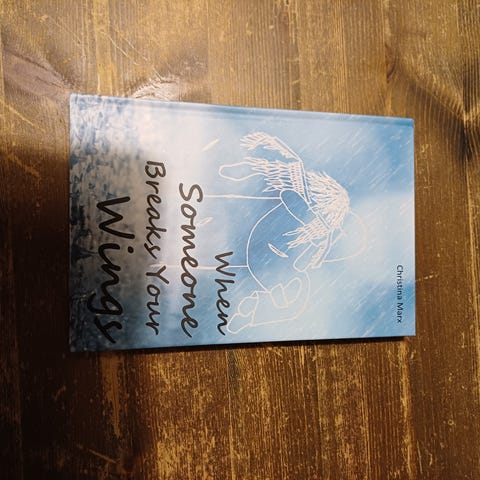 Christina Marx
When
Someone
Breaks Your
Wings